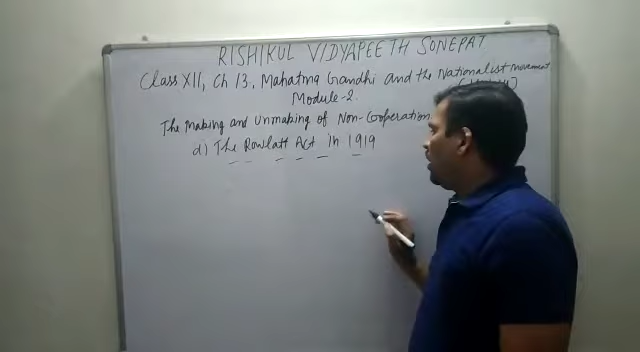 RISHIKUL VIDYAPEETH SONEPAT
Class XII, Ch 13, Mahatma Gandhi and the Nationalist Movement
Module-2.
The Making and Unmaking of Non-Cooperation.
d) The Rowlatt Act in 1919